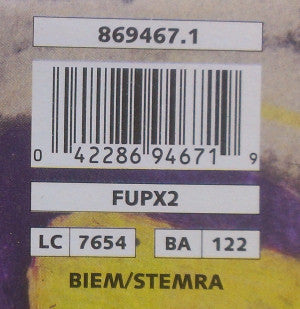 869467.1
0 42286 94671 9
FUPX2
LC 7654 BA 122
BIEM/STEMRA